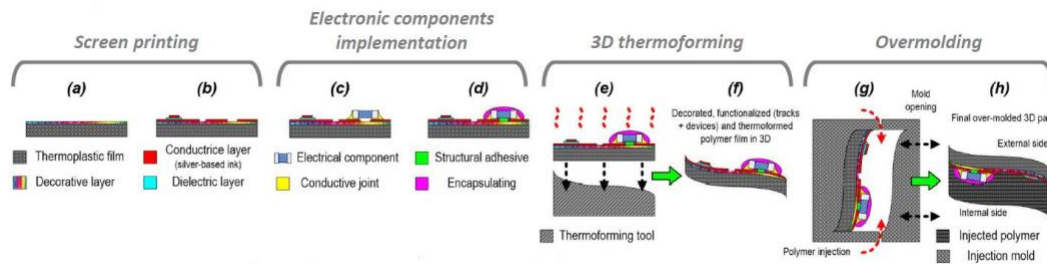 Screen printing
Electronic components
implementation
3D thermoforming
Overmolding
(a)
(b)
(c)
(d)
(e)
(f)
(g)
(h)
Thermoplastic film
Decorative layer
Conductrice layer
(silver-based ink)
Dielectric layer
Electrical component
Conductive joint
Structural adhesive
Encapsulating
Decorated, functionalized (tracks
+ devices) and thermoformed
polymer film in 3D
Thermoforming tool
Mold
opening
Polymer injection
Final over-molded 3D pa
External side
Internal side
Injected polymer
Injection mold